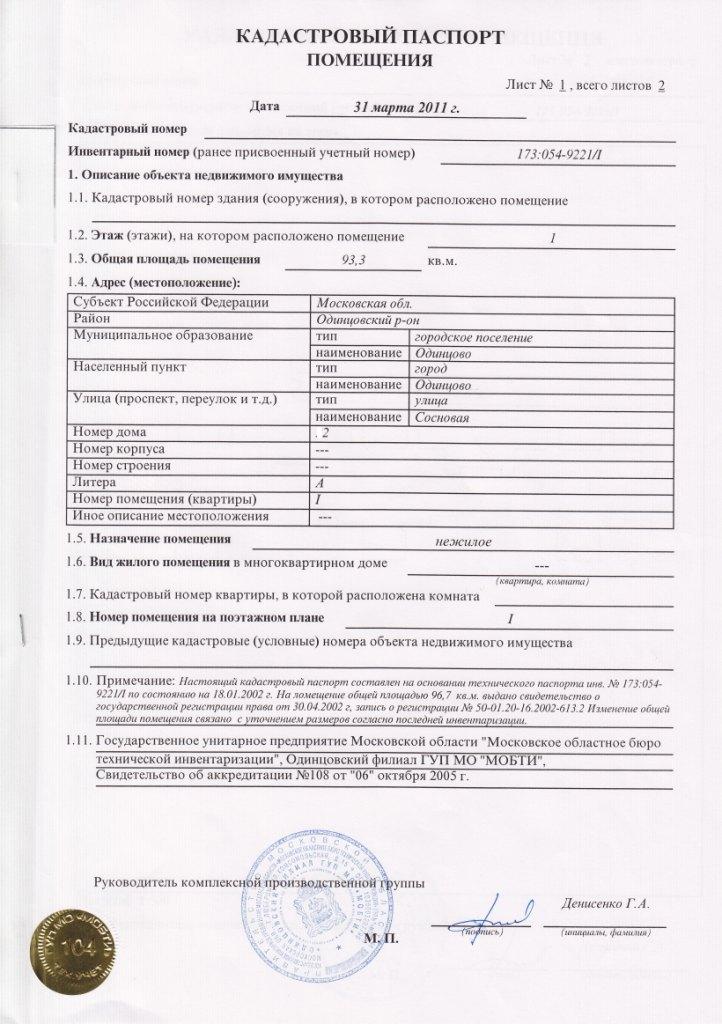 КАДАСТРОВЫЙ ПАСПОРТ
ПОМЕЩЕНИЯ
Лист № 1 , всего листов 2
Дата 31 марта 2011 г.
Кадастровый номер
Инвентарный номер (ранее присвоенный учетный номер) 173:054-9221/I
1. Описание объекта недвижимого имущества
1.1. Кадастровый номер здания (сооружения), в котором расположено помещение
1.2. Этаж (этажи), на котором расположено помещение 1
1.3. Общая площадь помещения 93,3 кв.м.
1.4. Адрес (местоположение):
Субъект Российской Федерации Московская обл.
Район Одинцовский р-он
Муниципальное образование тип городское поселение
наименование Одинцово
Населенный пункт тип город
наименование Одинцово
Улица (проспект, переулок и т.д.) тип улица
наименование Сосновая
Номер дома . 2
Номер корпуса ---
Номер строения ---
Литера А
Номер помещения (квартиры) I
Иное описание местоположения ---
1.5. Назначение помещения нежилое
1.6. Вид жилого помещения в многоквартирном доме ---
(квартира, комната)
1.7. Кадастровый номер квартиры, в которой расположена комната
1.8. Номер помещения на поэтажном плане I
1.9. Предыдущие кадастровые (условные) номера объекта недвижимого имущества
1.10. Примечание: Настоящий кадастровый паспорт составлен на основании технического паспорта инв. № 173:054-
9221/I по состоянию на 18.01.2002 г. На помещение общей площадью 96,7 кв.м. выдано свидетельство о
государственной регистрации права от 30.04.2002 г, запись о регистрации № 50-01.20-16.2002-613.2 Изменение общей
площади помещения связано с уточнением размеров согласно последней инвентаризации.
1.11. Государственное унитарное предприятие Московской области "Московское областное бюро
технической инвентаризации", Одинцовский филиал ГУП МО "МОБТИ",
Свидетельство об аккредитации №108 от "06" октября 2005 г.
Руководитель комплексной производственной группы
Денисенко Г.А.
М. П. (подпись) (инициалы, фамилия)
ГУП МО «МОБТИ»
104
ТЕХ.УЧЕТ